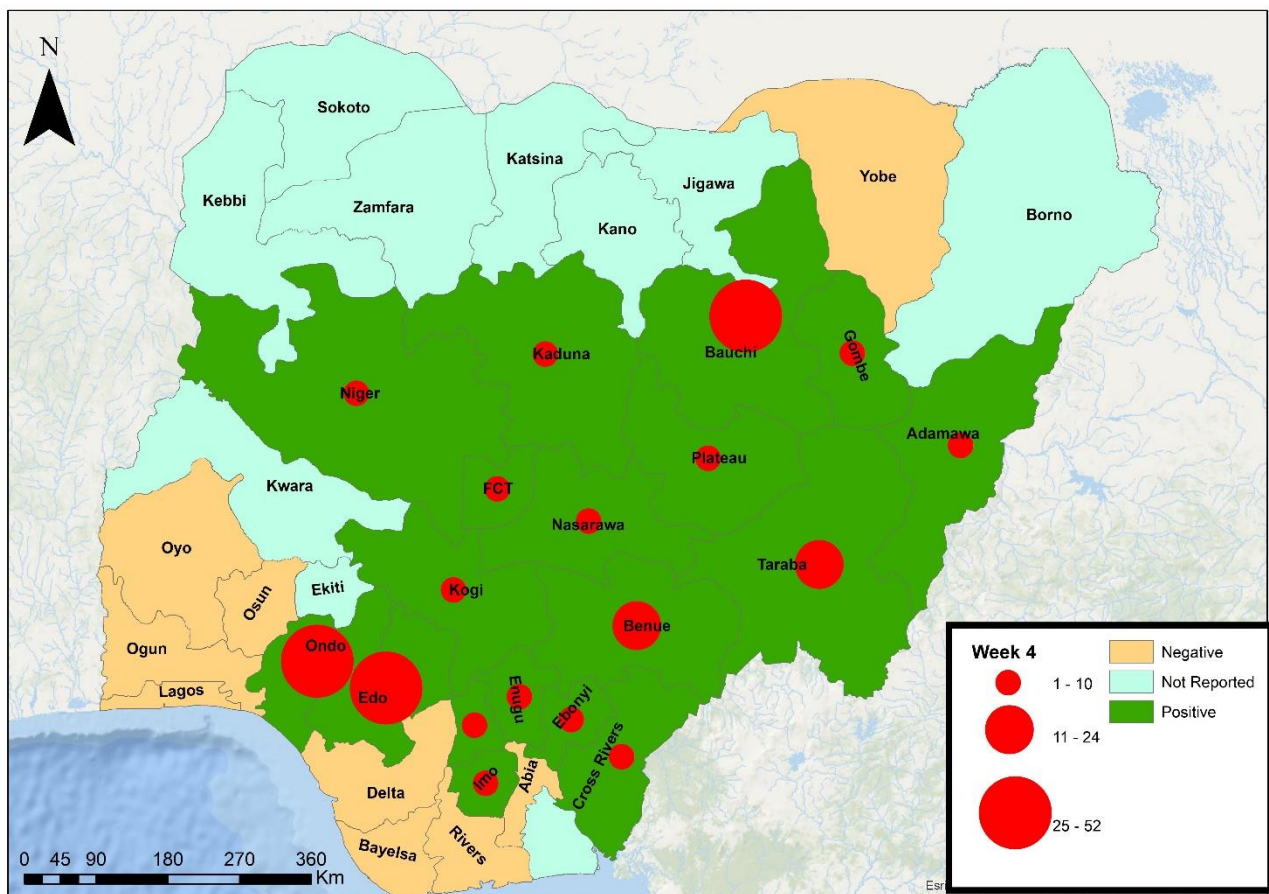 N
Sokoto
Katsina
Jigawa
Yobe
Kebbi
Zamfara
Kano
Borno
Kaduna
Bauchi
Gombe
Niger
Adamawa
Plateau
FCT
Kwara
Nasarawa
Oyo
Taraba
Ekiti
Kogi
Osun
Benue
Ogun
Ondo
Lagos
Edo
Enugu
Ebonyi
Cross Rivers
Imo
Abia
Delta
Rivers
Bayelsa
Week 4
1 - 10
11 - 24
25 - 52
Negative
Not Reported
Positive
0 45 90 180 270 360
Km
Esri